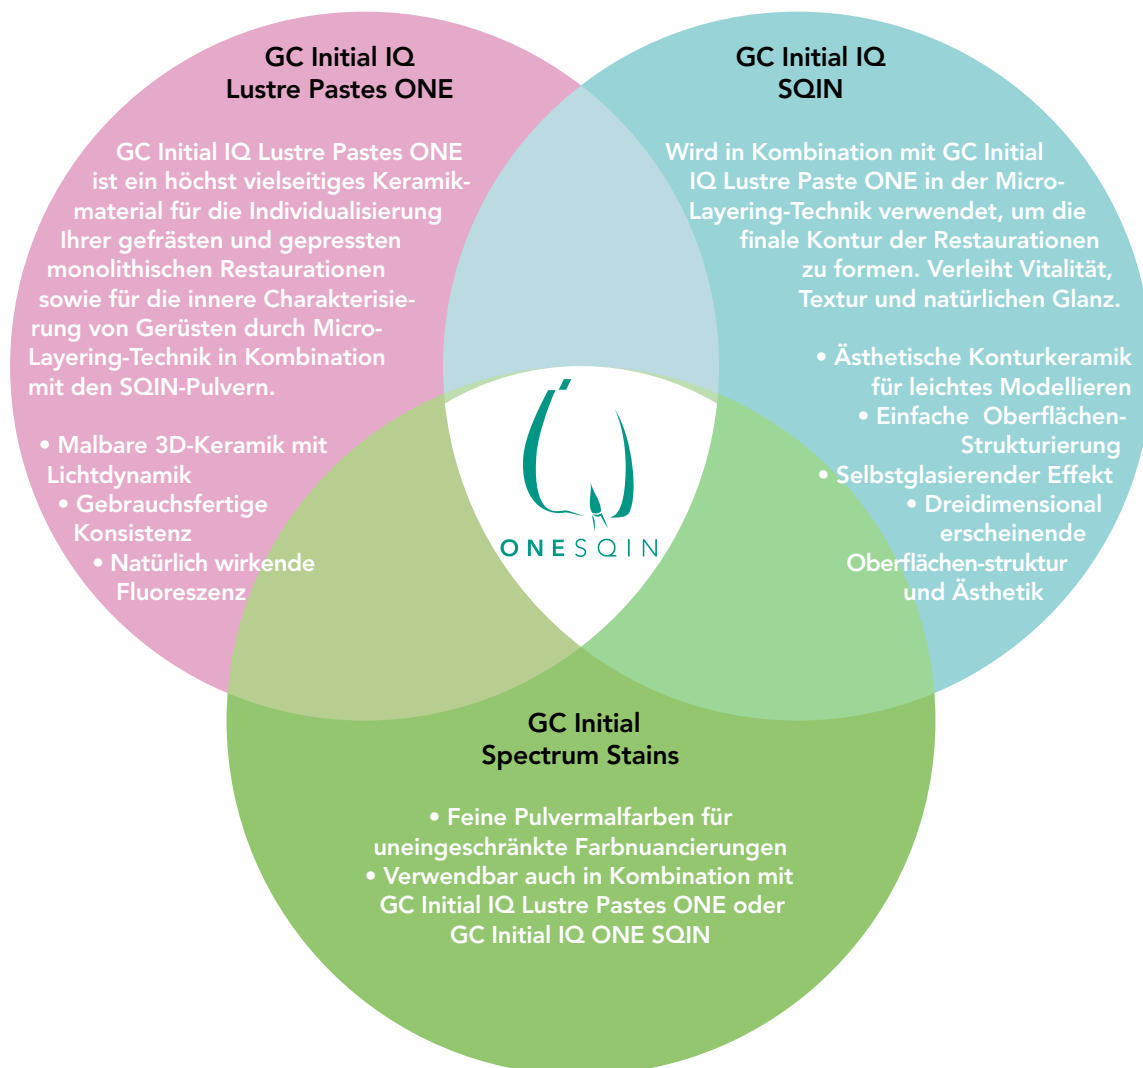 GC Initial IQ
Lustre Pastes ONE
GC Initial IQ Lustre Pastes ONE
ist ein höchst vielseitiges Keramik-
material für die Individualisierung
Ihrer gefrästen und gepressten
monolithischen Restaurationen
sowie für die innere Charakterisie-
rung von Gerüsten durch Micro-
Layering-Technik in Kombination
mit den SQIN-Pulvern.
• Malbare 3D-Keramik mit
Lichtdynamik
• Gebrauchsfertige
Konsistenz
• Natürlich wirkende
Fluoreszenz
GC Initial IQ
SQIN
Wird in Kombination mit GC Initial
IQ Lustre Paste ONE in der Micro-
Layering-Technik verwendet, um die
finale Kontur der Restaurationen
zu formen. Verleiht Vitalität,
Textur und natürlichen Glanz.
• Ästhetische Konturkeramik
für leichtes Modellieren
• Einfache Oberflächen-
Strukturierung
• Selbstglasierender Effekt
• Dreidimensional
erscheinende
Oberflächen-struktur
und Ästhetik
ONESQIN
GC Initial
Spectrum Stains
• Feine Pulvermalfarben für
uneingeschränkte Farbnuancierungen
• Verwendbar auch in Kombination mit
GC Initial IQ Lustre Pastes ONE oder
GC Initial IQ ONE SQIN